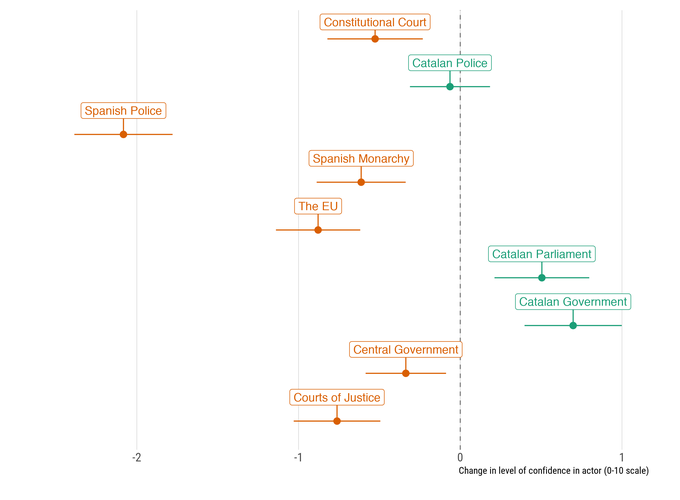 Constitutional Court
Catalan Police
Spanish Police
Spanish Monarchy
The EU
Catalan Parliament
Catalan Government
Central Government
Courts of Justice
-2 -1 0 1
Change in level of confidence in actor (0-10 scale)